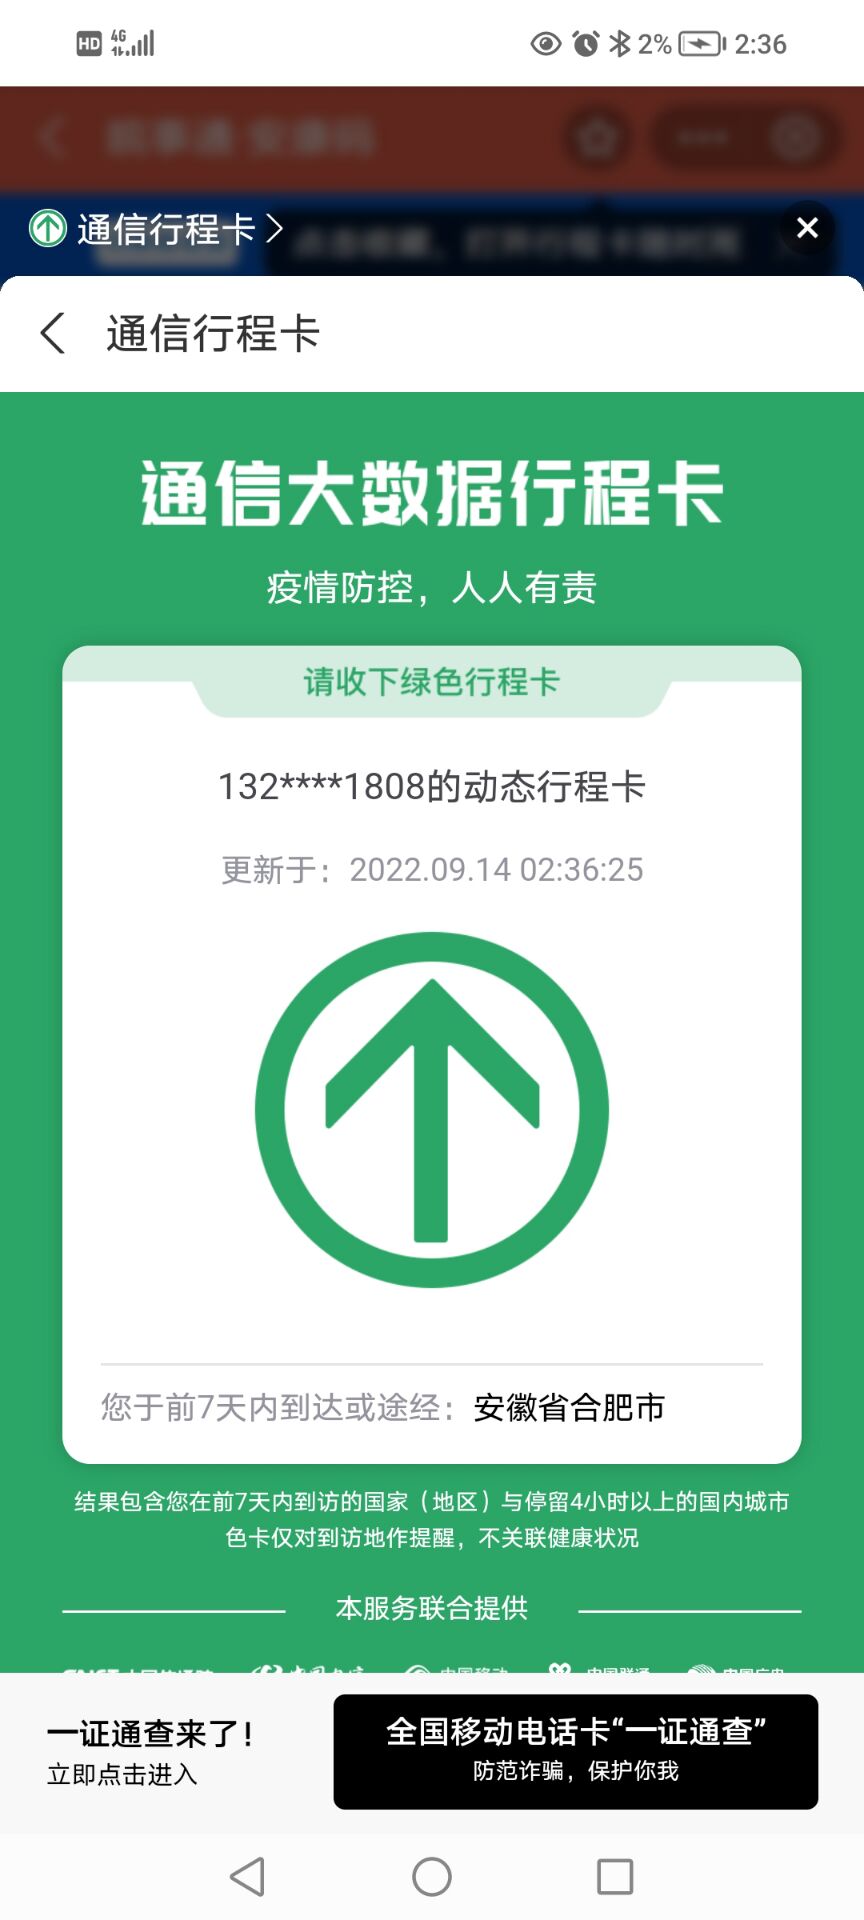 HD 4G 2% 2:36
通信行程卡
通信行程卡
通信大数据行程卡
疫情防控，人人有责
请收下绿色行程卡
132****1808的动态行程卡
更新于：2022.09.14 02:36:25
您于前7天内到达或途经：安徽省合肥市
结果包含您在前7天内到访的国家（地区）与停留4小时以上的国内城市
色卡仅对到访地作提醒，不关联健康状况
本服务联合提供
一证通查来了！
立即点击进入
全国移动电话卡“一证通查”
防范诈骗，保护你我